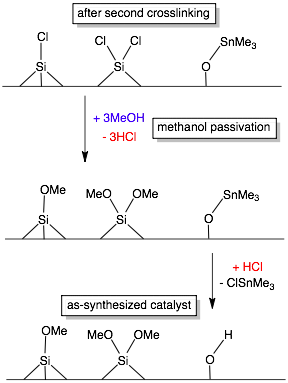 after second crosslinking
Cl
Si
Cl Cl
Si
SnMe3
O
+ 3MeOH
- 3HCl
methanol passivation
OMe
Si
MeO OMe
Si
SnMe3
O
+ HCl
- ClSnMe3
as-synthesized catalyst
OMe
Si
MeO OMe
Si
H
O